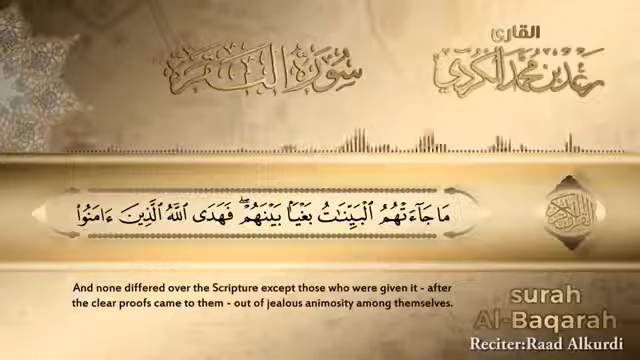 القارئ
رعد بن محمد الكردي
سورة البقرة
مَا جَآءَتْهُمُ ٱلْبَيِّنَٰتُ بَغْيًۢا بَيْنَهُمْ ۖ فَهَدَى ٱللَّهُ ٱلَّذِينَ ءَامَنُوا۟
And none differed over the Scripture except those who were given it - after
the clear proofs came to them - out of jealous animosity among themselves.
surah
Al-Baqarah
Reciter:Raad Alkurdi